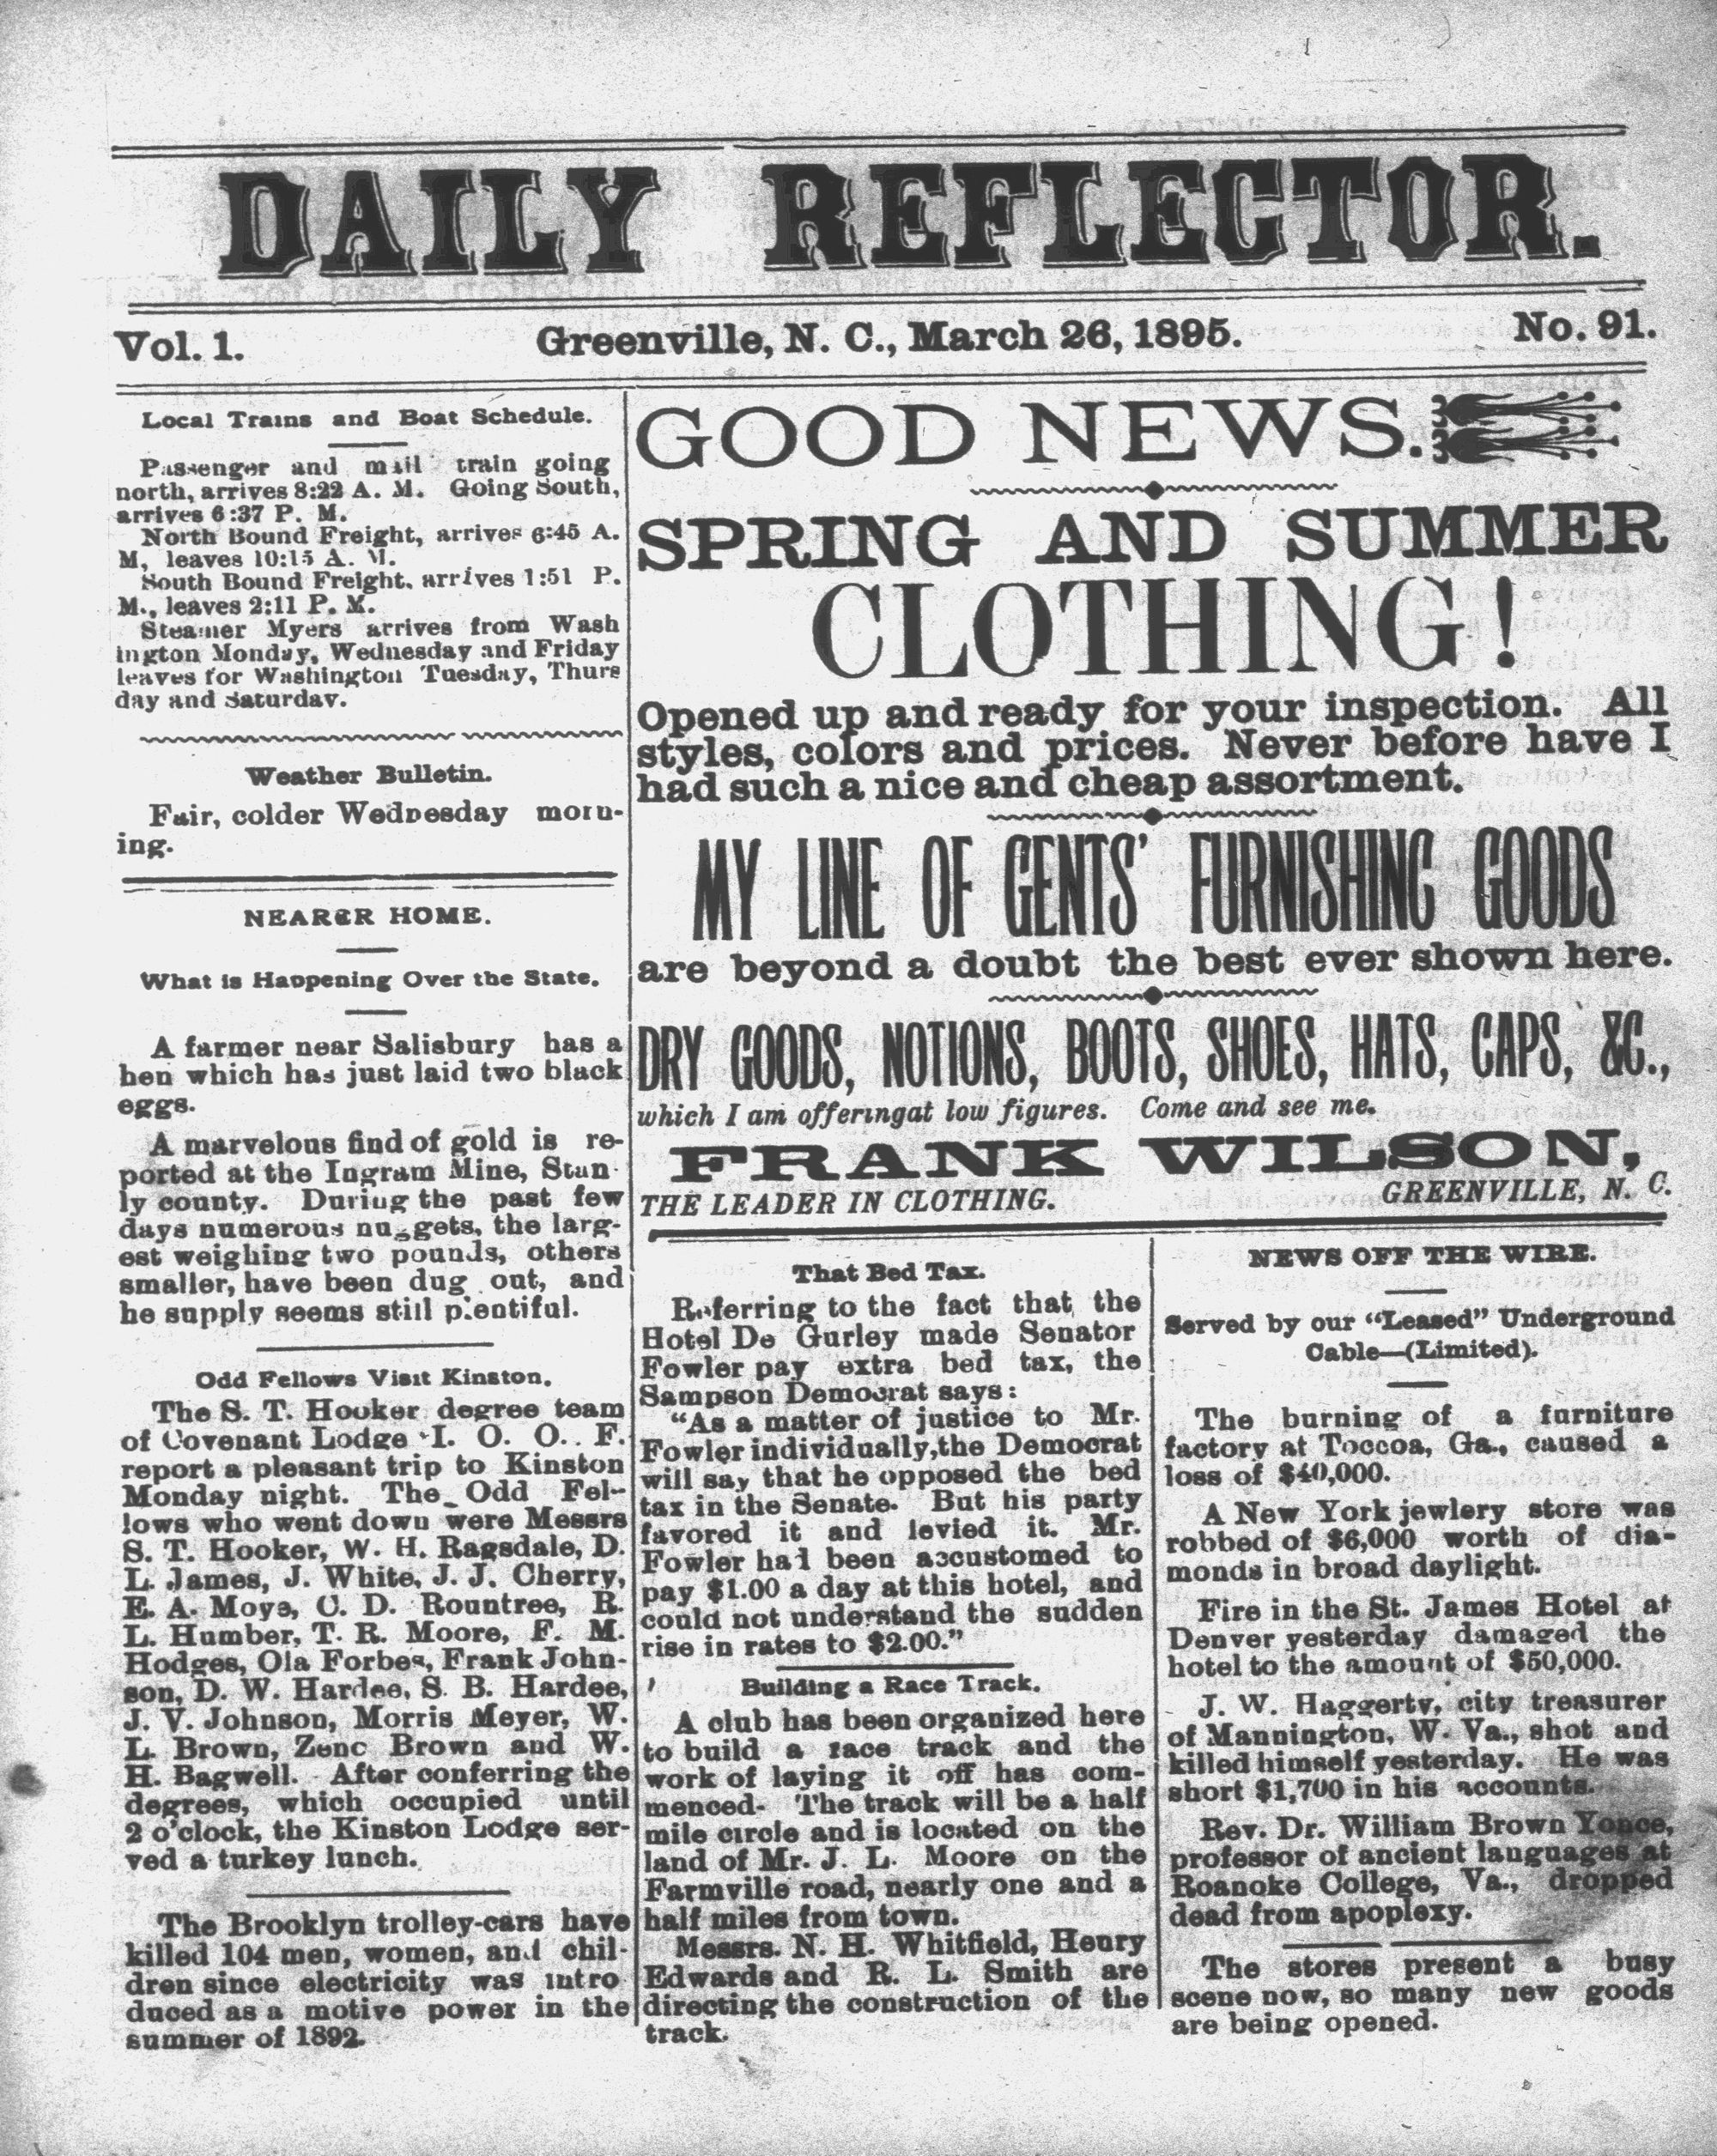 DAILY REFLECTOR.
Vol. 1.
Greenville, N. C., March 26, 1895.
No. 91.
Local Trains and Boat Schedule.
Passenger and mail train going
north, arrives 8:22 A. M. Going South,
arrives 6:37 P. M.
North Bound Freight, arrives 6:45 A.
M, leaves 10:15 A. M.
South Bound Freight. arrives 1:51 P.
M., leaves 2:11 P. M.
Steamer Myers arrives from Wash
ington Monday, Wednesday and Friday
leaves for Washington Tuesday, Thurs
day and Saturday.
Weather Bulletin.
Fair, colder Wednesday morn-
ing.
NEARER HOME.
What is Happening Over the State.
A farmer near Salisbury has a
hen which has just laid two black
eggs.
A marvelous find of gold is re-
ported at the Ingram Mine, Stan-
ly county. During the past few
days numerous nuggets, the larg-
est weighing two pounds, others
smaller, have been dug out, and
he supply seems still plentiful.
Odd Fellows Visit Kinston.
The S. T. Hooker degree team
of Covenant Lodge I. O. O. F.
report a pleasant trip to Kinston
Monday night. The Odd Fel-
lows who went down were Messrs
S. T. Hooker, W. H. Ragsdale, D.
L. James, J. White, J. J. Cherry,
E. A. Moye, C. D. Rountree, R.
L. Humber, T. R. Moore, F. M.
Hodges, Ola Forbes, Frank John-
son, D. W. Hardee, S. B. Hardee,
J. V. Johnson, Morris Meyer, W.
L. Brown, Zeno Brown and W.
H. Bagwell. After conferring the
degrees, which occupied until
2 o'clock, the Kinston Lodge ser-
ved a turkey lunch.
The Brooklyn trolley-cars have
killed 104 men, women, and chil-
dren since electricity was intro
duced as a motive power in the
summer of 1892.
GOOD NEWS.
SPRING AND SUMMER
CLOTHING!
Opened up and ready for your inspection. All
styles, colors and prices. Never before have I
had such a nice and cheap assortment.
MY LINE OF GENTS' FURNISHING GOODS
are beyond a doubt the best ever shown here.
DRY GOODS, NOTIONS, BOOTS, SHOES, HATS, CAPS, &C.,
which I am offeringat low figures. Come and see me.
FRANK WILSON,
THE LEADER IN CLOTHING.
GREENVILLE, N. C.
That Bed Tax.
Referring to the fact that the
Hotel De Gurley made Senator
Fowler pay extra bed tax, the
Sampson Democrat says:
"As a matter of justice to Mr.
Fowler individually,the Democrat
will say that he opposed the bed
tax in the Senate. But his party
favored it and levied it. Mr.
Fowler had been accustomed to
pay $1.00 a day at this hotel, and
could not understand the sudden
rise in rates to $2.00."
Building a Race Track.
A club has been organized here
to build a race track and the
work of laying it off has com-
menced- The track will be a half
mile circle and is located on the
land of Mr. J. L. Moore on the
Farmville road, nearly one and a
half miles from town.
Messrs. N. H. Whitfield, Henry
Edwards and R. L. Smith are
directing the construction of the
track.
NEWS OFF THE WIRE.
Served by our "Leased" Underground
Cable—(Limited).
The burning of a furniture
factory at Toccoa, Ga., caused a
loss of $40,000.
A New York jewlery store was
robbed of $6,000 worth of dia-
monds in broad daylight.
Fire in the St. James Hotel at
Denver yesterday damaged the
hotel to the amount of $50,000.
J. W. Haggerty, city treasurer
of Mannington, W. Va., shot and
killed himself yesterday. He was
short $1,700 in his accounts.
Rev. Dr. William Brown Yonce,
professor of ancient languages at
Roanoke College, Va., dropped
dead from apoplexy.
The stores present a busy
scene now, so many new goods
are being opened.